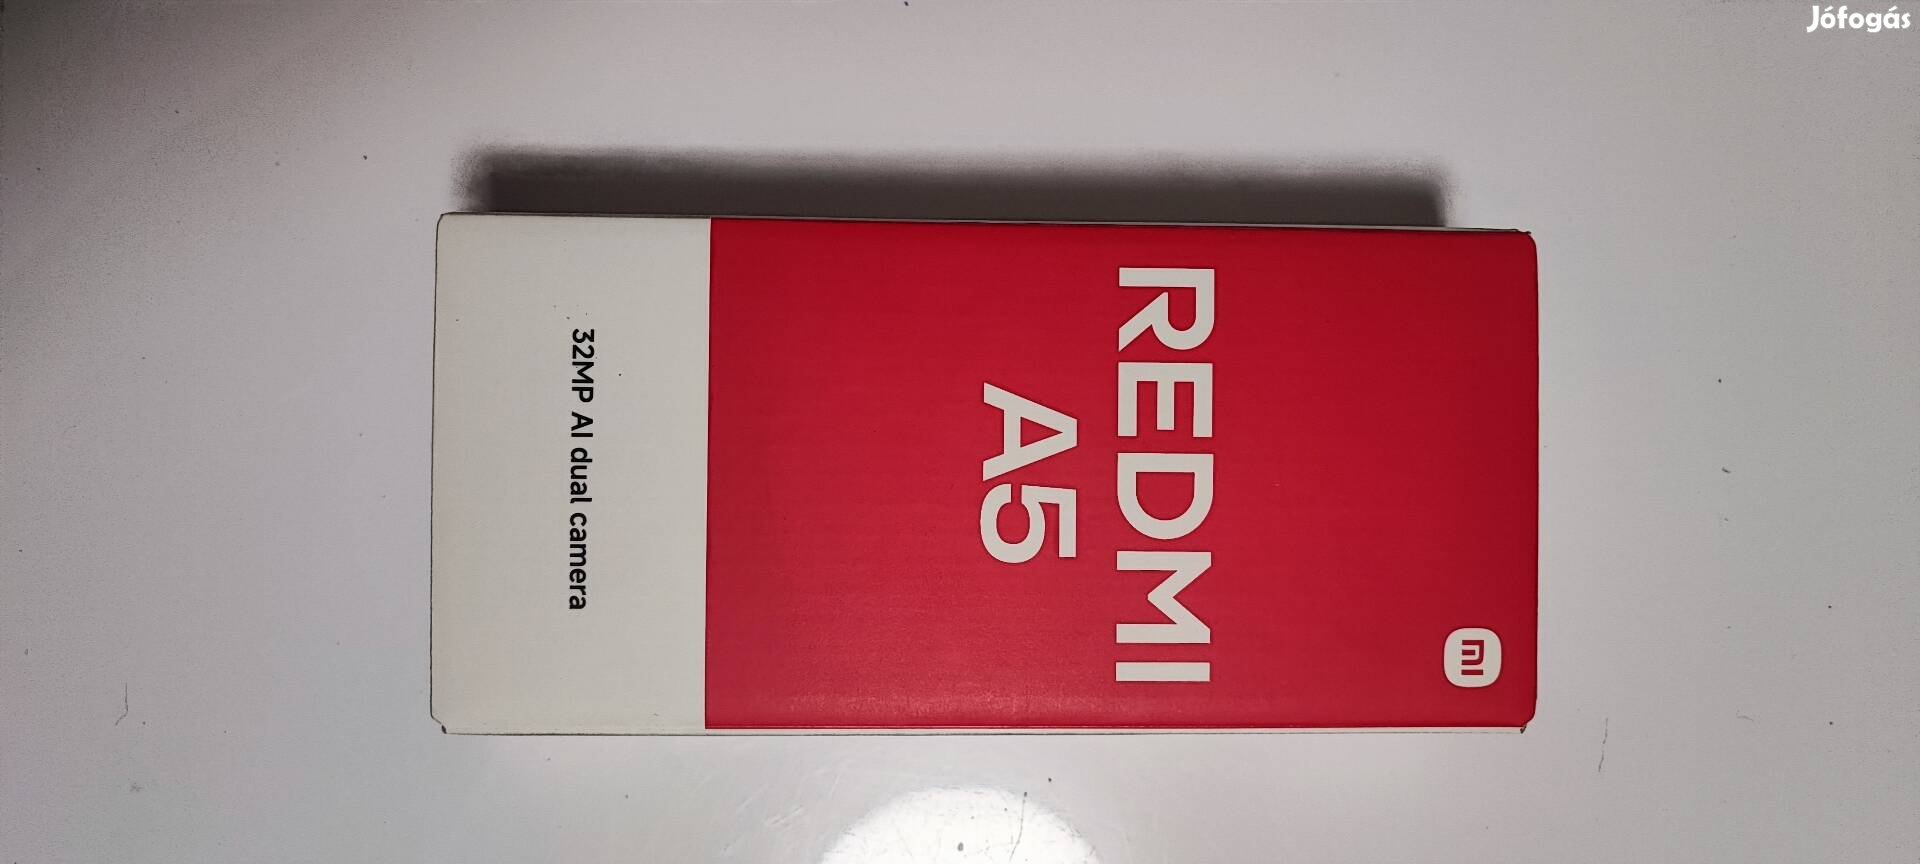 Jófogás
mi
REDMI
A5
32MP AI dual camera